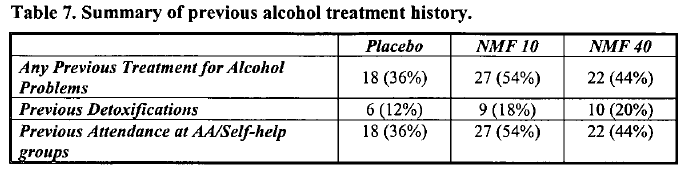 Table 7. Summary of previous alcohol treatment history.
Placebo NMF 10 NMF 40
Any Previous Treatment for Alcohol
Problems 18 (36%) 27 (54%) 22 (44%)
Previous Detoxifications 6 (12%) 9 (18%) 10 (20%)
Previous Attendance at AA/Self-help 18 (36%) 27 (54%) 22 (44%)
groups